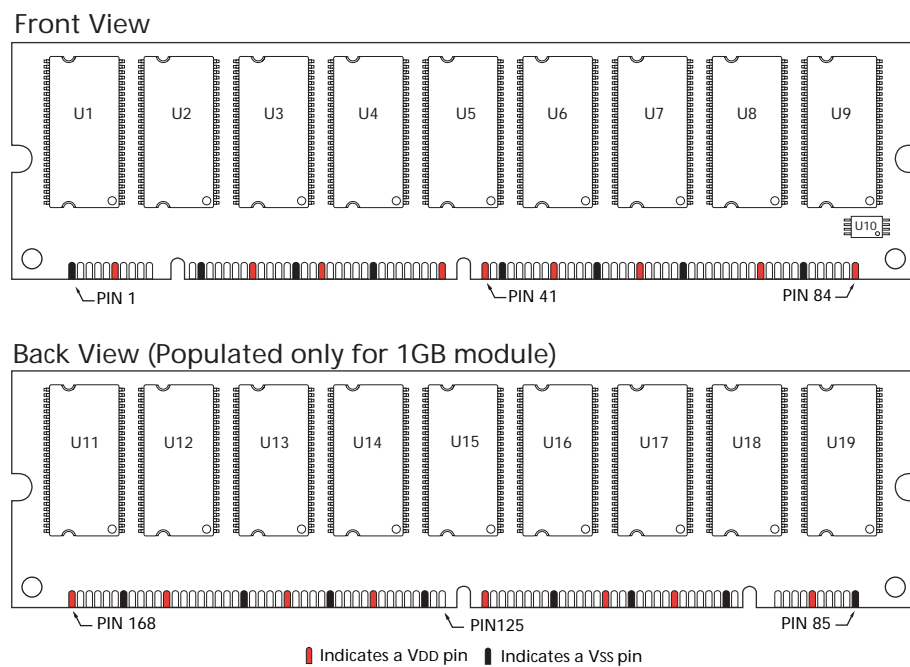 Front View
U1 U2 U3 U4 U5 U6 U7 U8 U9
U10
PIN 1 PIN 41 PIN 84
Back View (Populated only for 1GB module)
U11 U12 U13 U14 U15 U16 U17 U18 U19
PIN 168 PIN125 PIN 85
Indicates a VDD pin Indicates a VSS pin